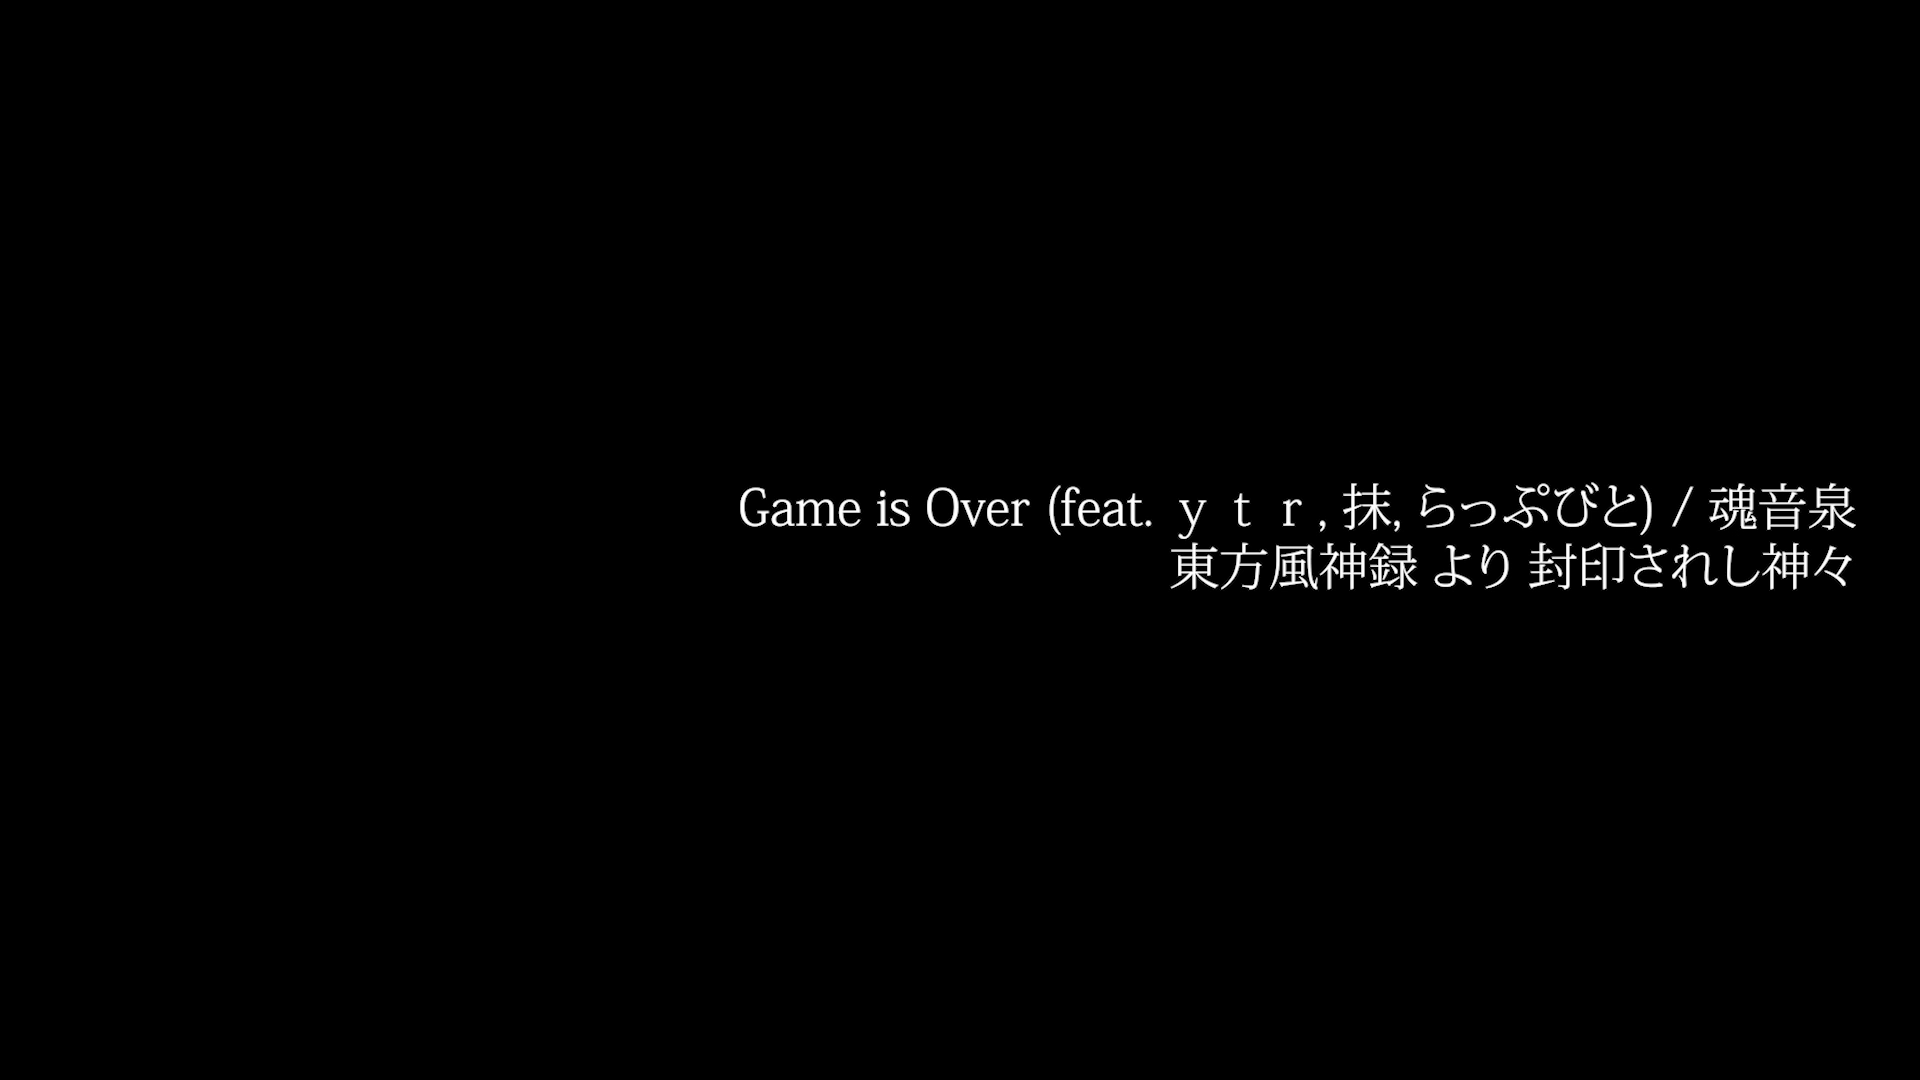 Game is Over (feat. ｙｔｒ, 抹, らっぷびと) / 魂音泉
東方風神録 より 封印されし神々